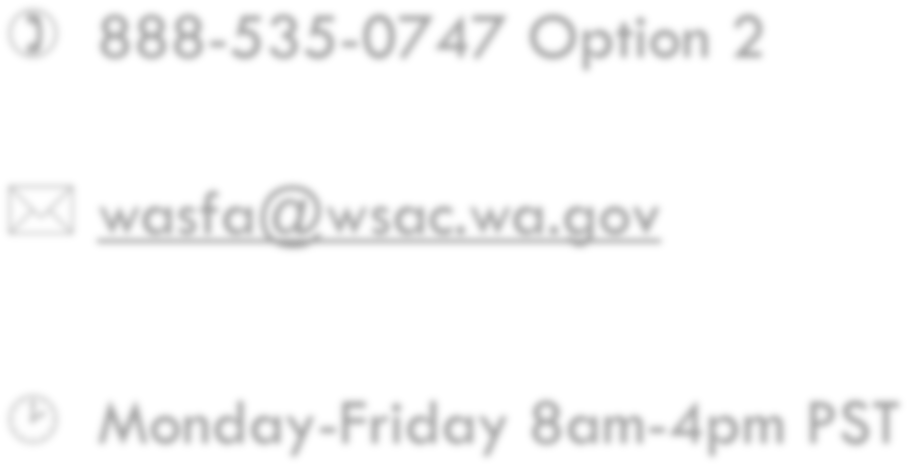 888-535-0747 Option 2
wasfa@wsac.wa.gov
Monday-Friday 8am-4pm PST